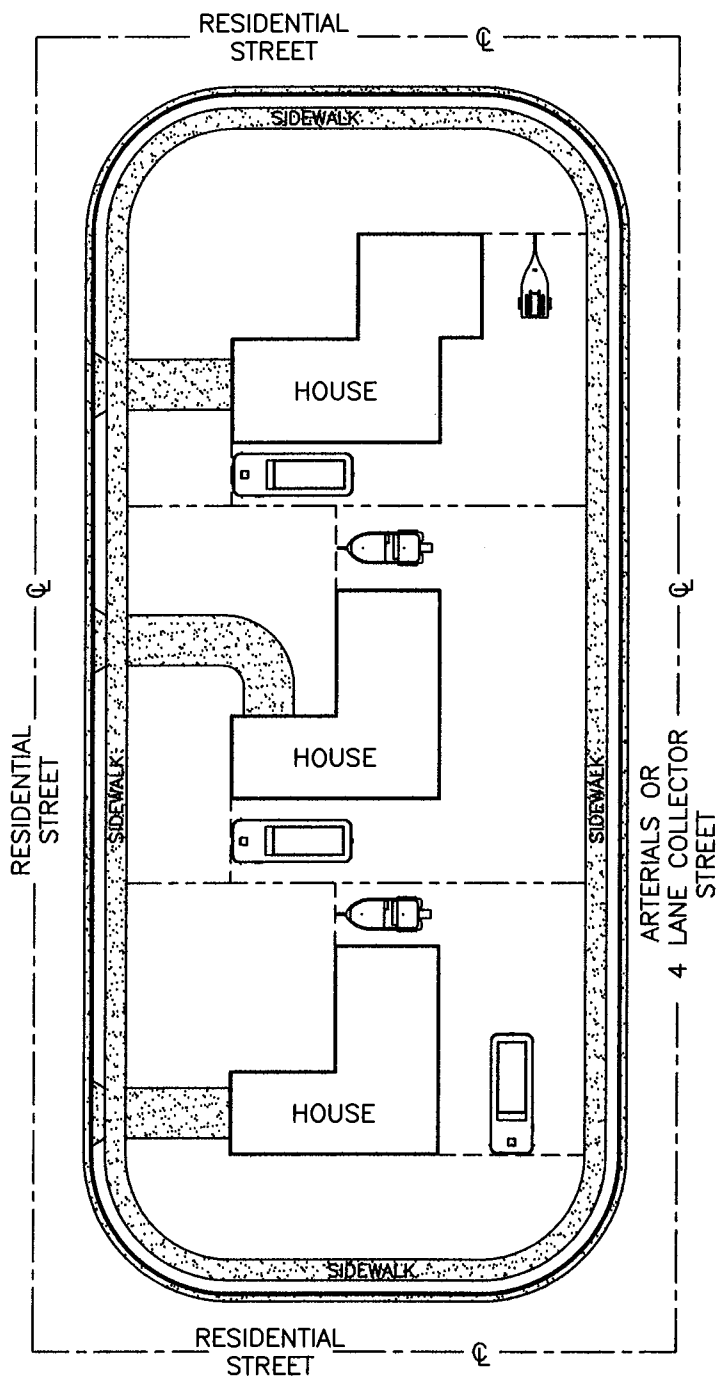 RESIDENTIAL
STREET
℄
SIDEWALK
HOUSE
℄
℄
HOUSE
RESIDENTIAL
STREET
SIDEWALK
SIDEWALK
ARTERIALS OR
4 LANE COLLECTOR
STREET
HOUSE
SIDEWALK
RESIDENTIAL
STREET
℄